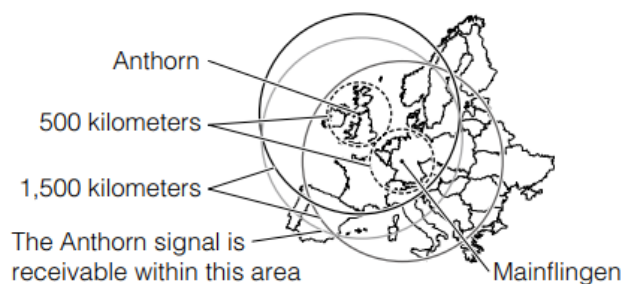 Anthorn
500 kilometers
1,500 kilometers
The Anthorn signal is
receivable within this area
Mainflingen